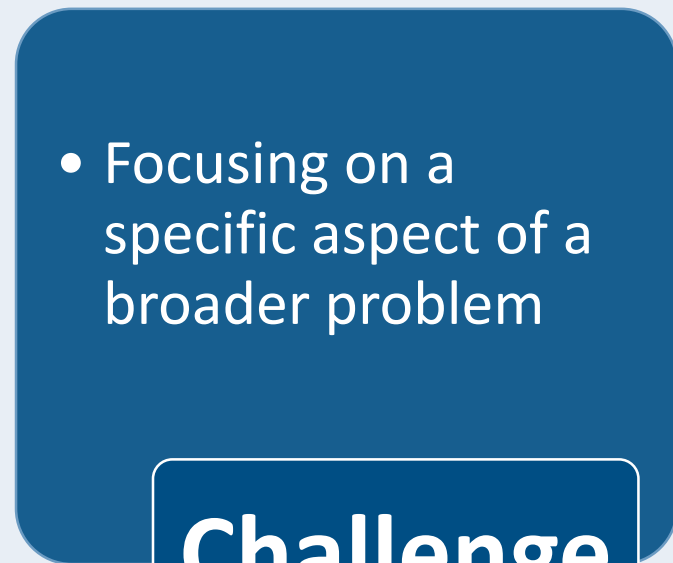 • Focusing on a
specific aspect of a
broader problem
Challenge